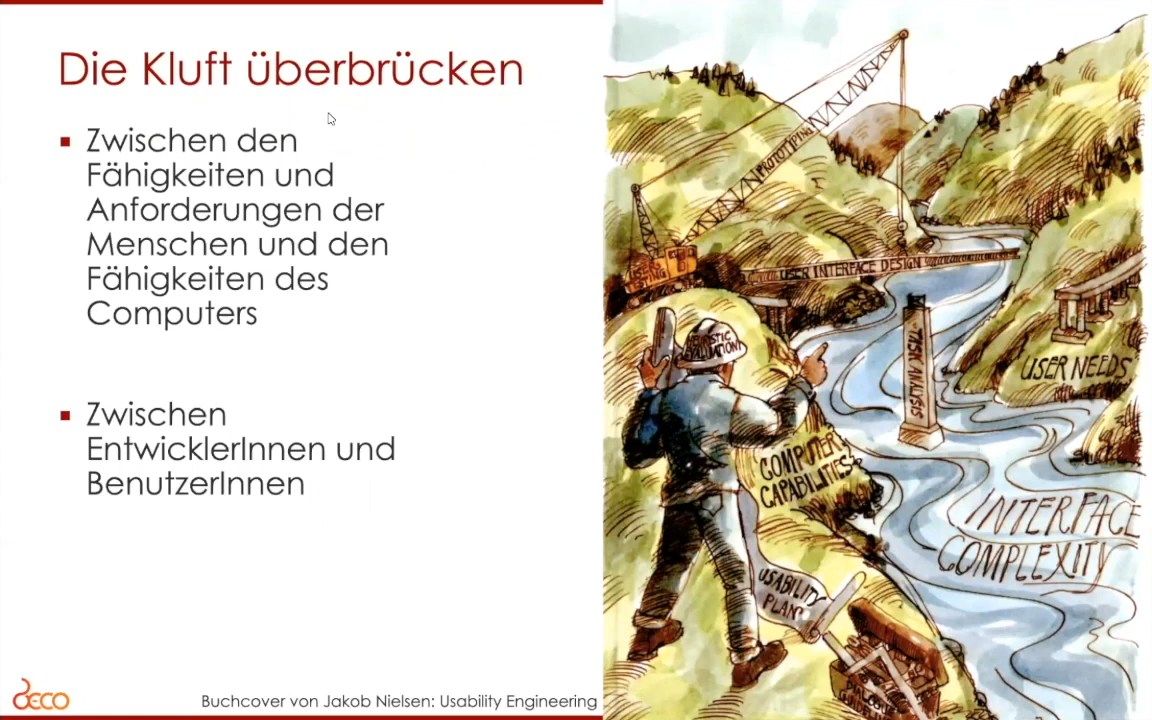 Die Kluft überbrücken
Zwischen den
Fähigkeiten und
Anforderungen der
Menschen und den
Fähigkeiten des
Computers
Zwischen
EntwicklerInnen und
BenutzerInnen
DECO
Buchcover von Jakob Nielsen: Usability Engineering
PROTOTYPING
USER INTERFACE DESIGN
HEURISTIC
EVALUATION
TASK ANALYSIS
USER NEEDS
COMPUTER
CAPABILITIES
INTERFACE
COMPLEXITY
USABILITY
PLAN